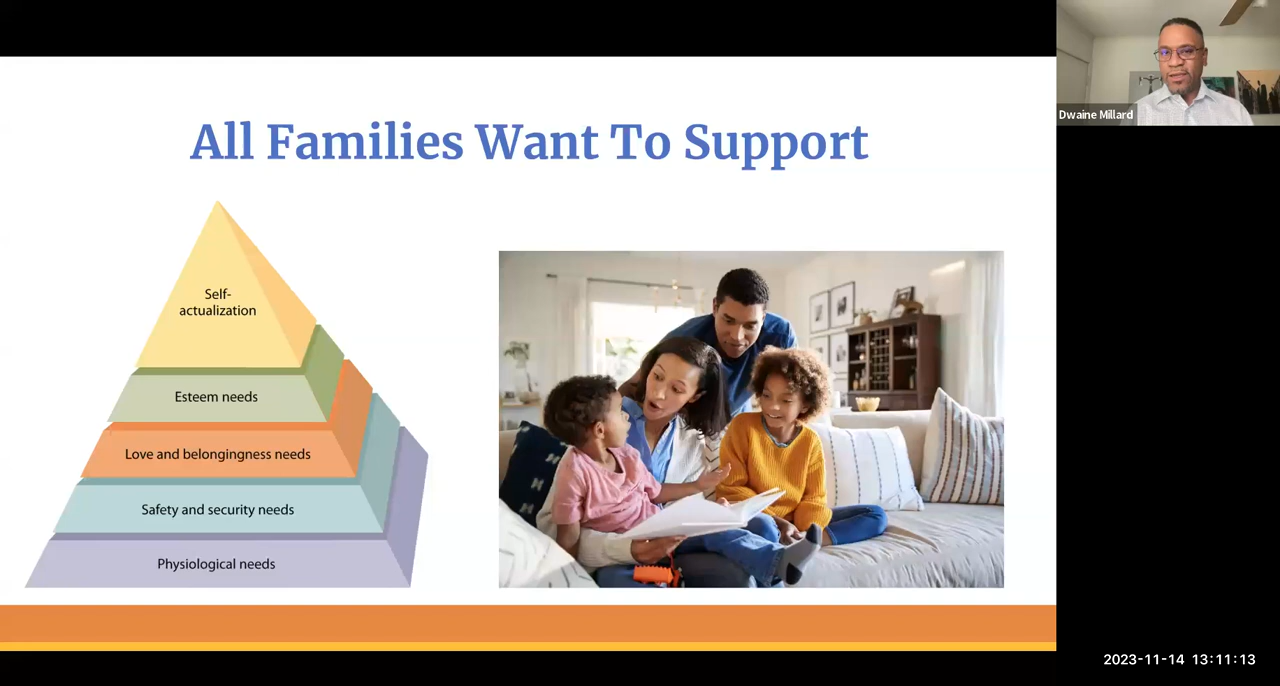 All Families Want To Support
Self-
actualization
Esteem needs
Love and belongingness needs
Safety and security needs
Physiological needs
Dwaine Millard
2023-11-14 13:11:13